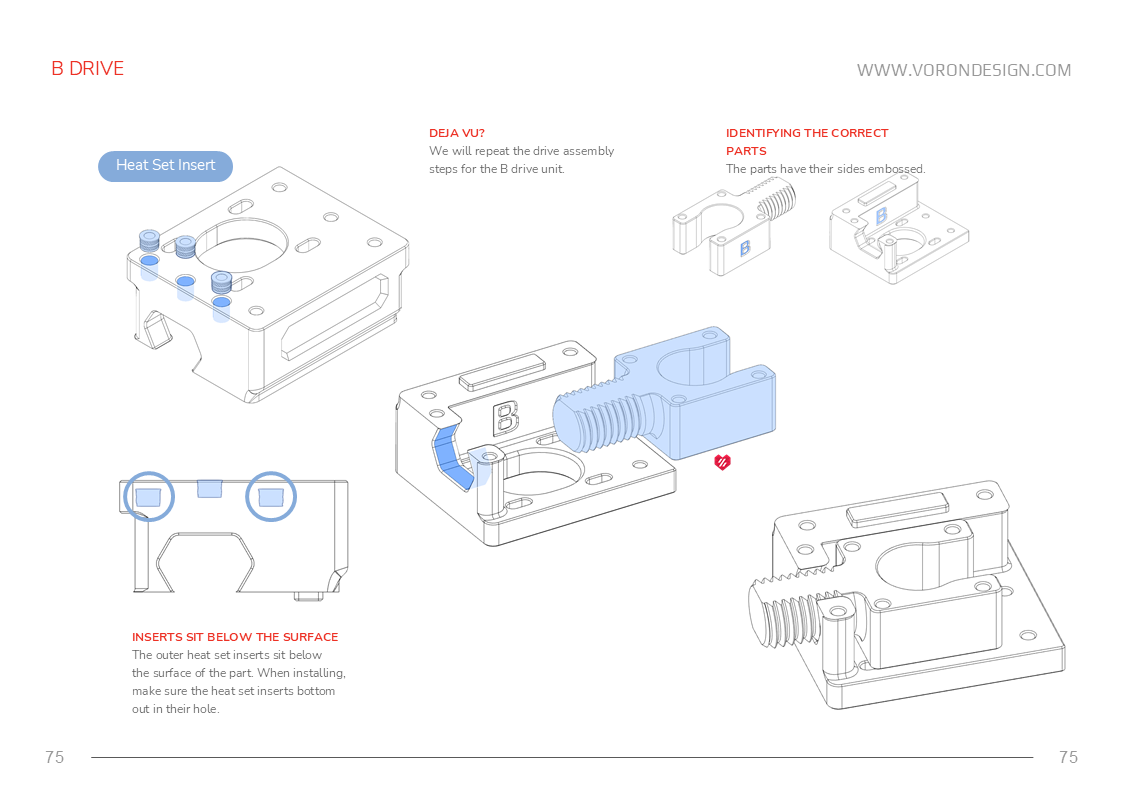 B DRIVE
WWW.VORONDESIGN.COM
Heat Set Insert
DEJA VU?
We will repeat the drive assembly
steps for the B drive unit.
IDENTIFYING THE CORRECT
PARTS
The parts have their sides embossed.
B
B
B
INSERTS SIT BELOW THE SURFACE
The outer heat set inserts sit below
the surface of the part. When installing,
make sure the heat set inserts bottom
out in their hole.
75
75